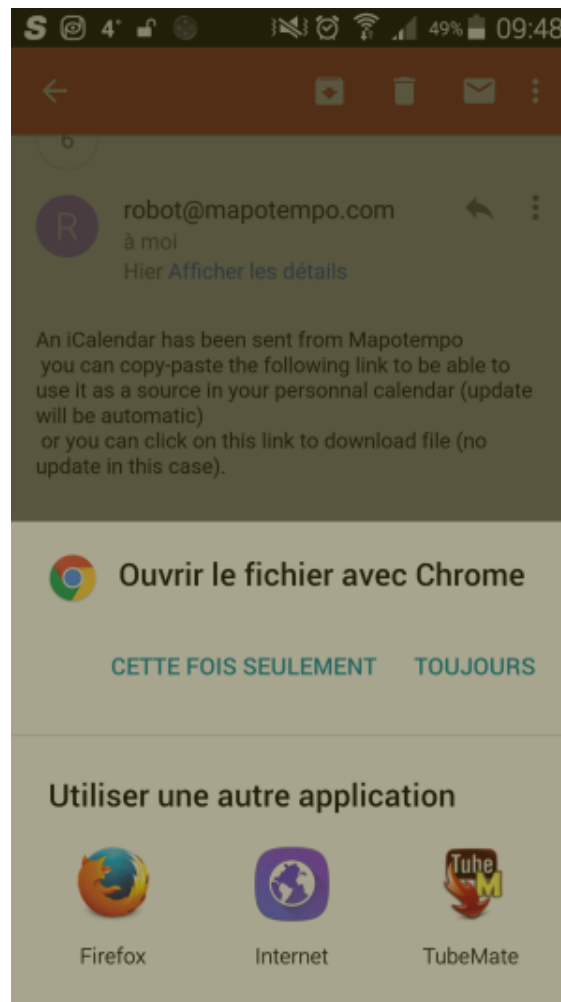 S 4° 49% 09:48
6
R
robot@mapotempo.com
à moi
Hier Afficher les détails
An iCalendar has been sent from Mapotempo
you can copy-paste the following link to be able to
use it as a source in your personnal calendar (update
will be automatic)
or you can click on this link to download file (no
update in this case).
Ouvrir le fichier avec Chrome
CETTE FOIS SEULEMENT TOUJOURS
Utiliser une autre application
Tube
M
Firefox Internet TubeMate